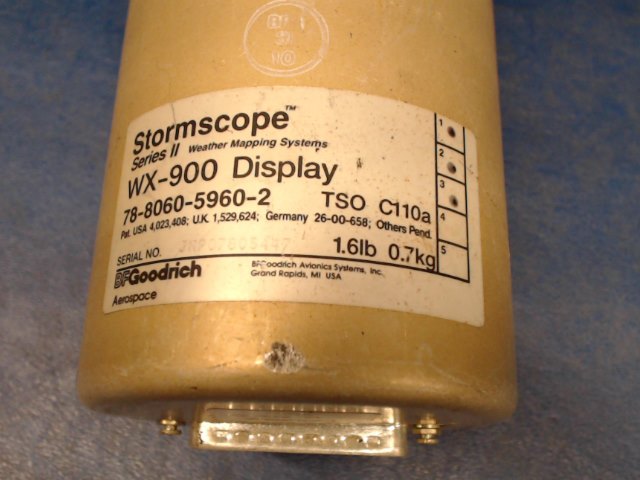 Stormscope™
Series II Weather Mapping Systems
WX-900 Display
78-8060-5960-2 TSO C110a
Pat. USA 4,023,408; U.K. 1,529,624; Germany 26-00-658; Others Pend.
1.6lb 0.7kg
SERIAL NO.
BFGoodrich
Aerospace
BFGoodrich Avionics Systems, Inc.
Grand Rapids, MI USA
1
2
3
4
5